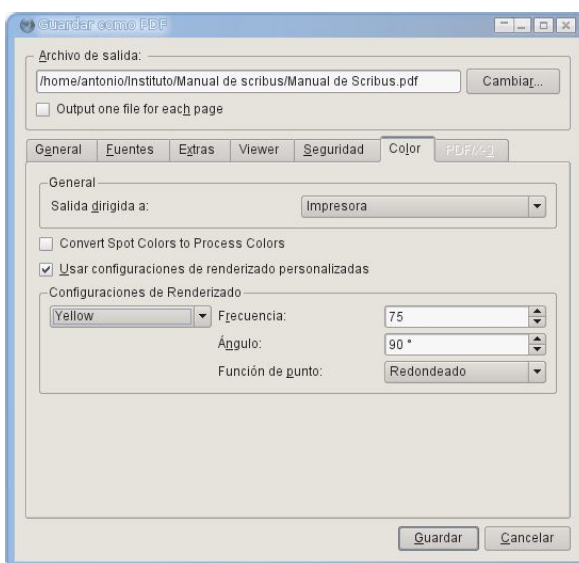 Guardar como PDF
Archivo de salida:
/home/antonio/Instituto/Manual de scribus/Manual de Scribus.pdf Cambiar...
Output one file for each page
General Fuentes Extras Viewer Seguridad Color PDF/X-3
General
Salida dirigida a: Impresora
Convert Spot Colors to Process Colors
Usar configuraciones de renderizado personalizadas
Configuraciones de Renderizado
Yellow Frecuencia: 75
Ángulo: 90 °
Función de punto: Redondeado
Guardar Cancelar